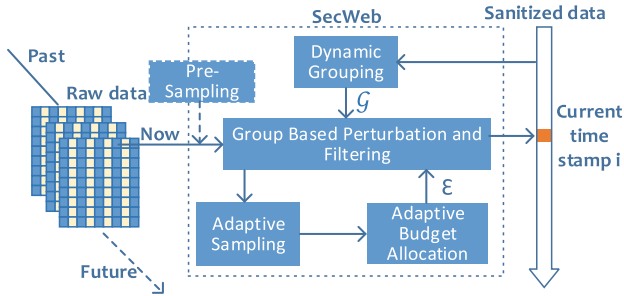 SecWeb
Sanitized data
Past
Dynamic
Grouping
Pre-
Sampling
Raw data
𝒢
Now
Group Based Perturbation and
Filtering
Current
time
stamp i
Ɛ
Adaptive
Sampling
Adaptive
Budget
Allocation
Future